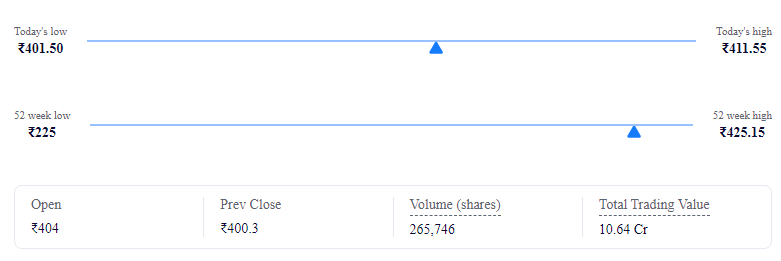 Today's low Today's high
₹401.50 ₹411.55
52 week low 52 week high
₹225 ₹425.15
Open Prev Close Volume (shares) Total Trading Value
₹404 ₹400.3 265,746 10.64 Cr